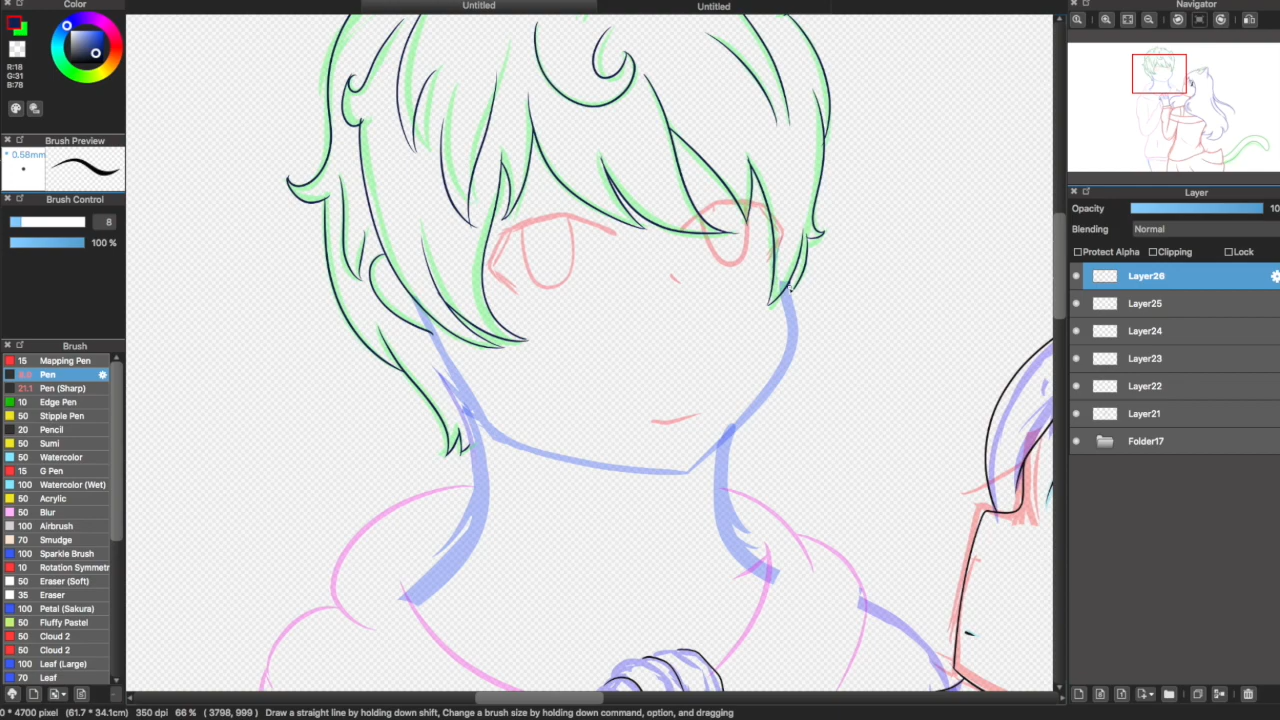 Color
Untitled
Untitled
Navigator
R:18
G:31
B:78
Brush Preview
* 0.58mm
Brush Control
8
100 %
Layer
Opacity
10
Blending
Normal
Protect Alpha
Clipping
Lock
Layer26
Layer25
Layer24
Layer23
Layer22
Layer21
Folder17
Brush
15 Mapping Pen
8.0 Pen
21.1 Pen (Sharp)
10 Edge Pen
50 Stipple Pen
20 Pencil
50 Sumi
50 Watercolor
15 G Pen
100 Watercolor (Wet)
50 Acrylic
50 Blur
100 Airbrush
70 Smudge
100 Sparkle Brush
10 Rotation Symmetr
50 Eraser (Soft)
35 Eraser
100 Petal (Sakura)
50 Fluffy Pastel
50 Cloud 2
50 Cloud 2
100 Leaf (Large)
70 Leaf
0 * 4700 pixel (61.7 * 34.1cm) 350 dpi 66 % ( 3798, 999 ) Draw a straight line by holding down shift, Change a brush size by holding down command, option, and dragging